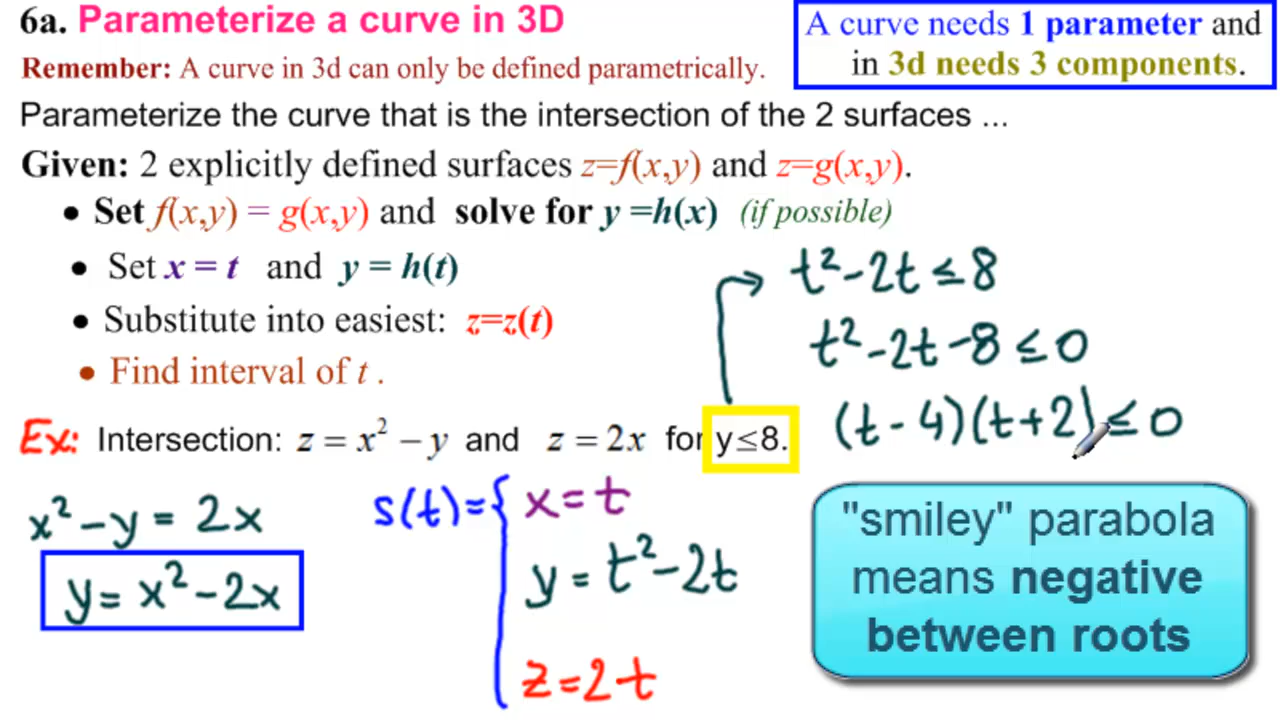 6a. Parameterize a curve in 3D
A curve needs 1 parameter and
in 3d needs 3 components.
Remember: A curve in 3d can only be defined parametrically.
Parameterize the curve that is the intersection of the 2 surfaces ...
Given: 2 explicitly defined surfaces z=f(x,y) and z=g(x,y).
• Set f(x,y) = g(x,y) and solve for y =h(x) (if possible)
• Set x = t and y = h(t)
• Substitute into easiest: z=z(t)
• Find interval of t .
t² - 2t ≤ 8
t² - 2t - 8 ≤ 0
(t - 4)(t + 2) ≤ 0
Ex: Intersection: z = x² − y and z = 2x for y≤8.
x² - y = 2x
y = x² - 2x
s(t) = { x = t
y = t² - 2t
z = 2t
"smiley" parabola
means negative
between roots